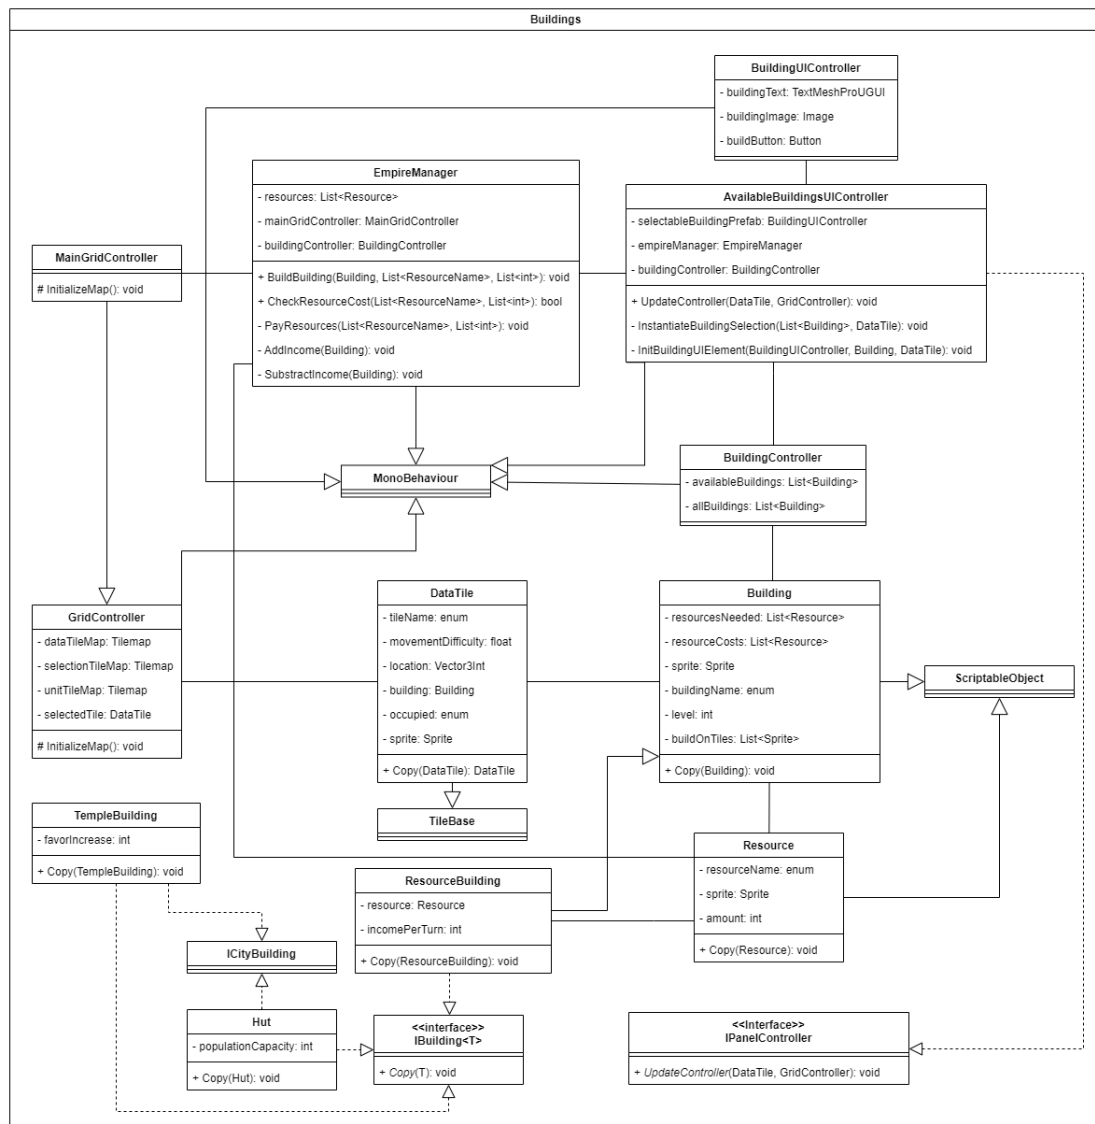 Buildings
BuildingUIController
- buildingText: TextMeshProUGUI
- buildingImage: Image
- buildButton: Button
EmpireManager
- resources: List<Resource>
- mainGridController: MainGridController
- buildingController: BuildingController
+ BuildBuilding(Building, List<ResourceName>, List<int>): void
+ CheckResourceCost(List<ResourceName>, List<int>): bool
- PayResources(List<ResourceName>, List<int>): void
- AddIncome(Building): void
- SubstractIncome(Building): void
AvailableBuildingsUIController
- selectableBuildingPrefab: BuildingUIController
- empireManager: EmpireManager
- buildingController: BuildingController
+ UpdateController(DataTile, GridController): void
- InstantiateBuildingSelection(List<Building>, DataTile): void
- InitBuildingUIElement(BuildingUIController, Building, DataTile): void
MainGridController
# InitializeMap(): void
MonoBehaviour
BuildingController
- availableBuildings: List<Building>
- allBuildings: List<Building>
GridController
- dataTileMap: Tilemap
- selectionTileMap: Tilemap
- unitTileMap: Tilemap
- selectedTile: DataTile
# InitializeMap(): void
DataTile
- tileName: enum
- movementDifficulty: float
- location: Vector3Int
- building: Building
- occupied: enum
- sprite: Sprite
+ Copy(DataTile): DataTile
Building
- resourcesNeeded: List<Resource>
- resourceCosts: List<Resource>
- sprite: Sprite
- buildingName: enum
- level: int
- buildOnTiles: List<Sprite>
+ Copy(Building): void
ScriptableObject
TileBase
TempleBuilding
- favorIncrease: int
+ Copy(TempleBuilding): void
Resource
- resourceName: enum
- sprite: Sprite
- amount: int
+ Copy(Resource): void
ResourceBuilding
- resource: Resource
- incomePerTurn: int
+ Copy(ResourceBuilding): void
ICityBuilding
Hut
- populationCapacity: int
+ Copy(Hut): void
<<interface>>
IBuilding<T>
+ Copy(T): void
<<Interface>>
IPanelController
+ UpdateController(DataTile, GridController): void